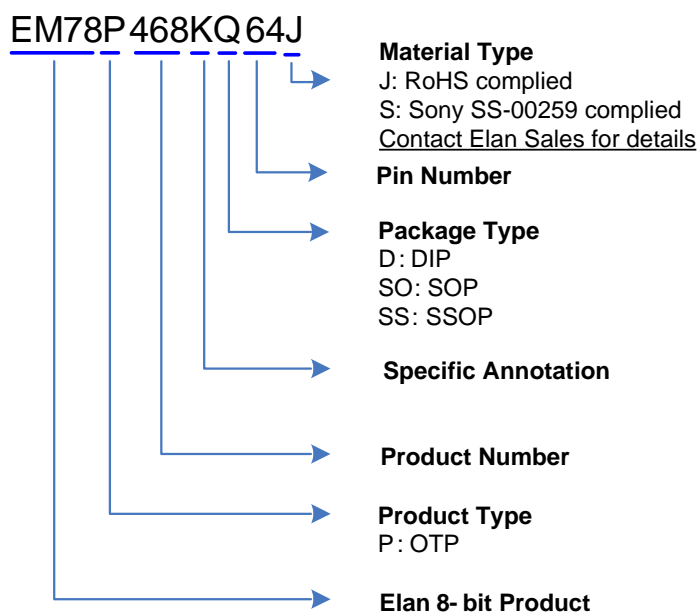 EM78P468KQ64J
Material Type
J: RoHS complied
S: Sony SS-00259 complied
Contact Elan Sales for details
Pin Number
Package Type
D: DIP
SO: SOP
SS: SSOP
Specific Annotation
Product Number
Product Type
P: OTP
Elan 8- bit Product